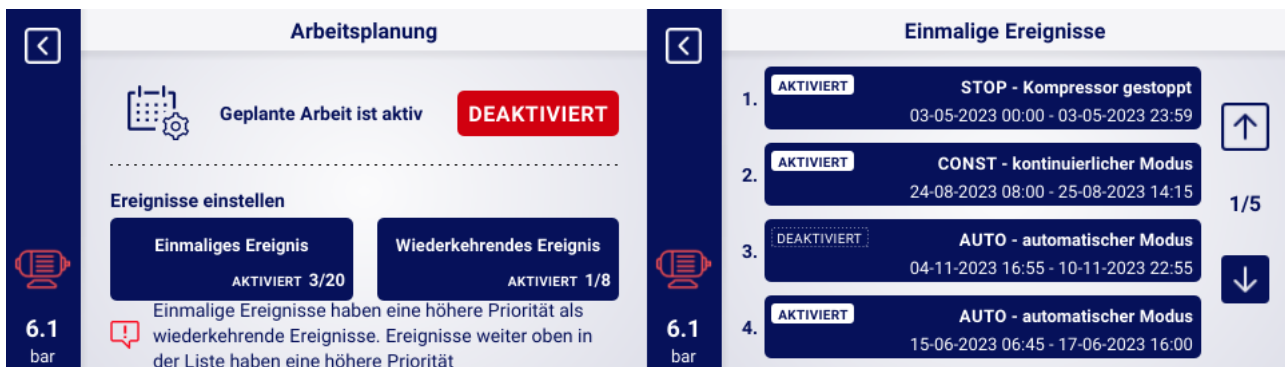 Arbeitsplanung
Geplante Arbeit ist aktiv
DEAKTIVIERT
Ereignisse einstellen
Einmaliges Ereignis
AKTIVIERT 3/20
Wiederkehrendes Ereignis
AKTIVIERT 1/8
Einmalige Ereignisse haben eine höhere Priorität als
wiederkehrende Ereignisse. Ereignisse weiter oben in
der Liste haben eine höhere Priorität
6.1
bar
Einmalige Ereignisse
1.
AKTIVIERT
STOP - Kompressor gestoppt
03-05-2023 00:00 - 03-05-2023 23:59
2.
AKTIVIERT
CONST - kontinuierlicher Modus
24-08-2023 08:00 - 25-08-2023 14:15
3.
DEAKTIVIERT
AUTO - automatischer Modus
04-11-2023 16:55 - 10-11-2023 22:55
4.
AKTIVIERT
AUTO - automatischer Modus
15-06-2023 06:45 - 17-06-2023 16:00
1/5
6.1
bar